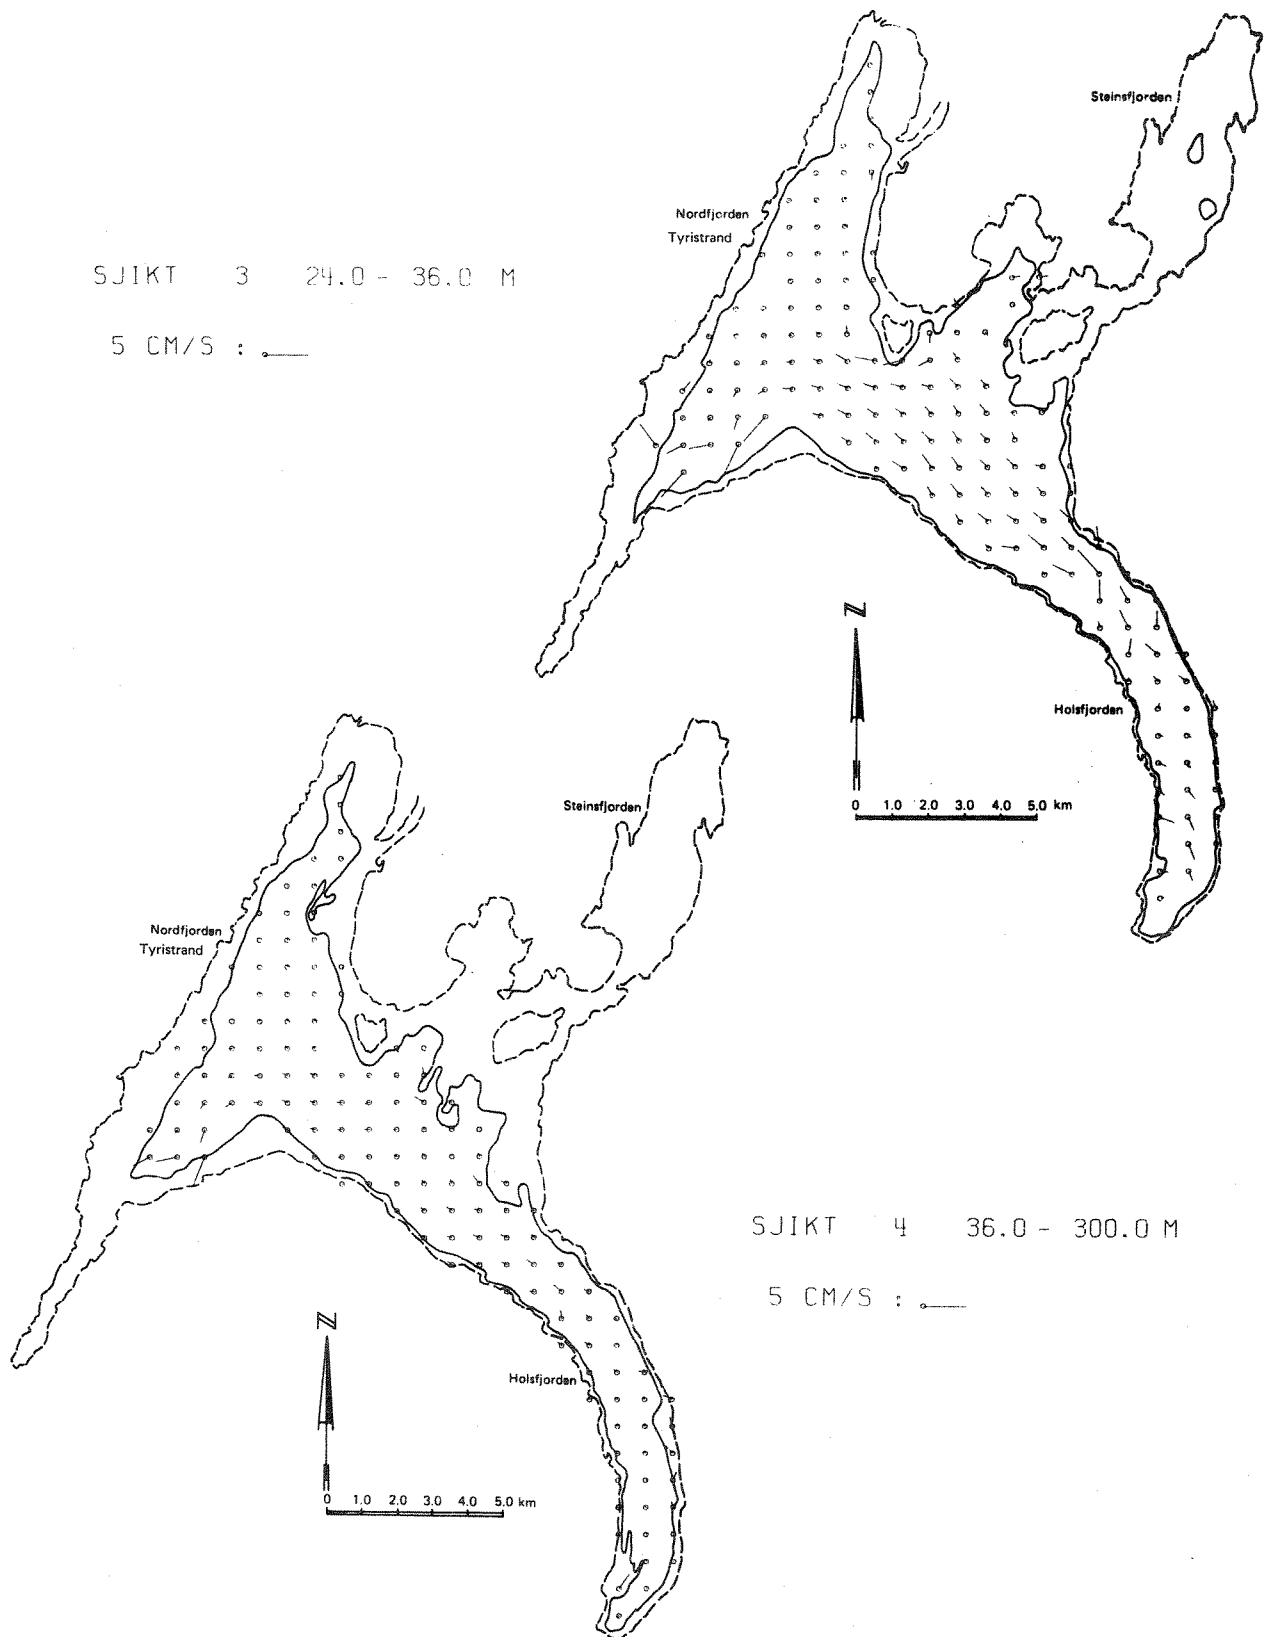 Steinsfjorden
Nordfjorden
Tyristrand
SJIKT 3 24.0 - 36.0 M
5 CM/S :
N
Holsfjorden
0 1.0 2.0 3.0 4.0 5.0 km
Steinsfjorden
Nordfjorden
Tyristrand
SJIKT 4 36.0 - 300.0 M
5 CM/S :
N
Holsfjorden
0 1.0 2.0 3.0 4.0 5.0 km